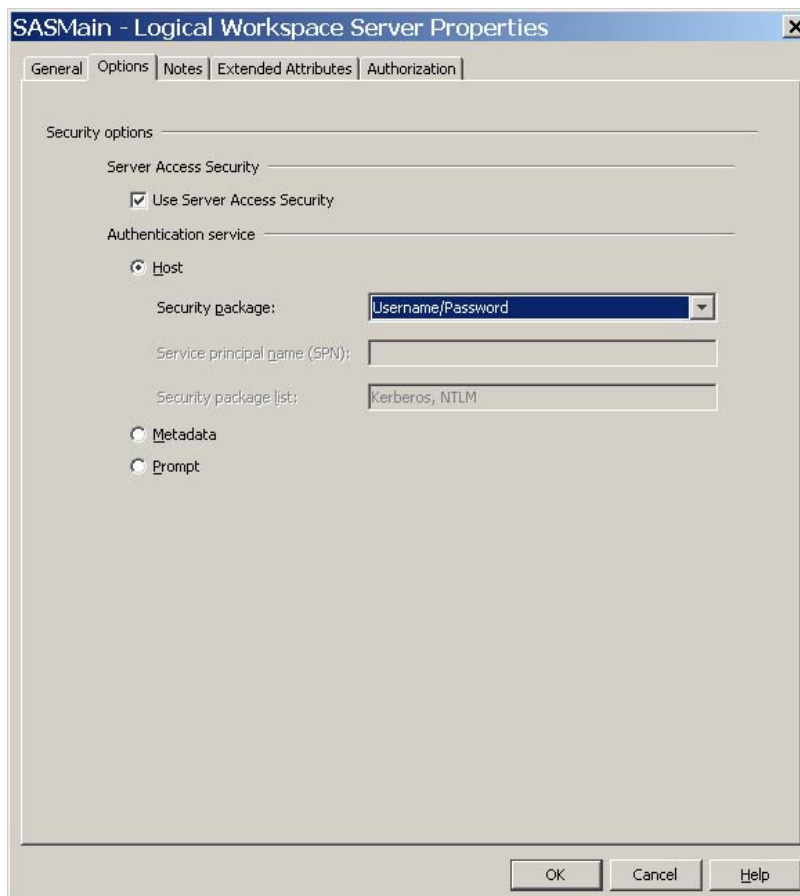 SASMain - Logical Workspace Server Properties
General Options Notes Extended Attributes Authorization
Security options
Server Access Security
Use Server Access Security
Authentication service
Host
Security package: Username/Password
Service principal name (SPN):
Security package list: Kerberos, NTLM
Metadata
Prompt
OK Cancel Help